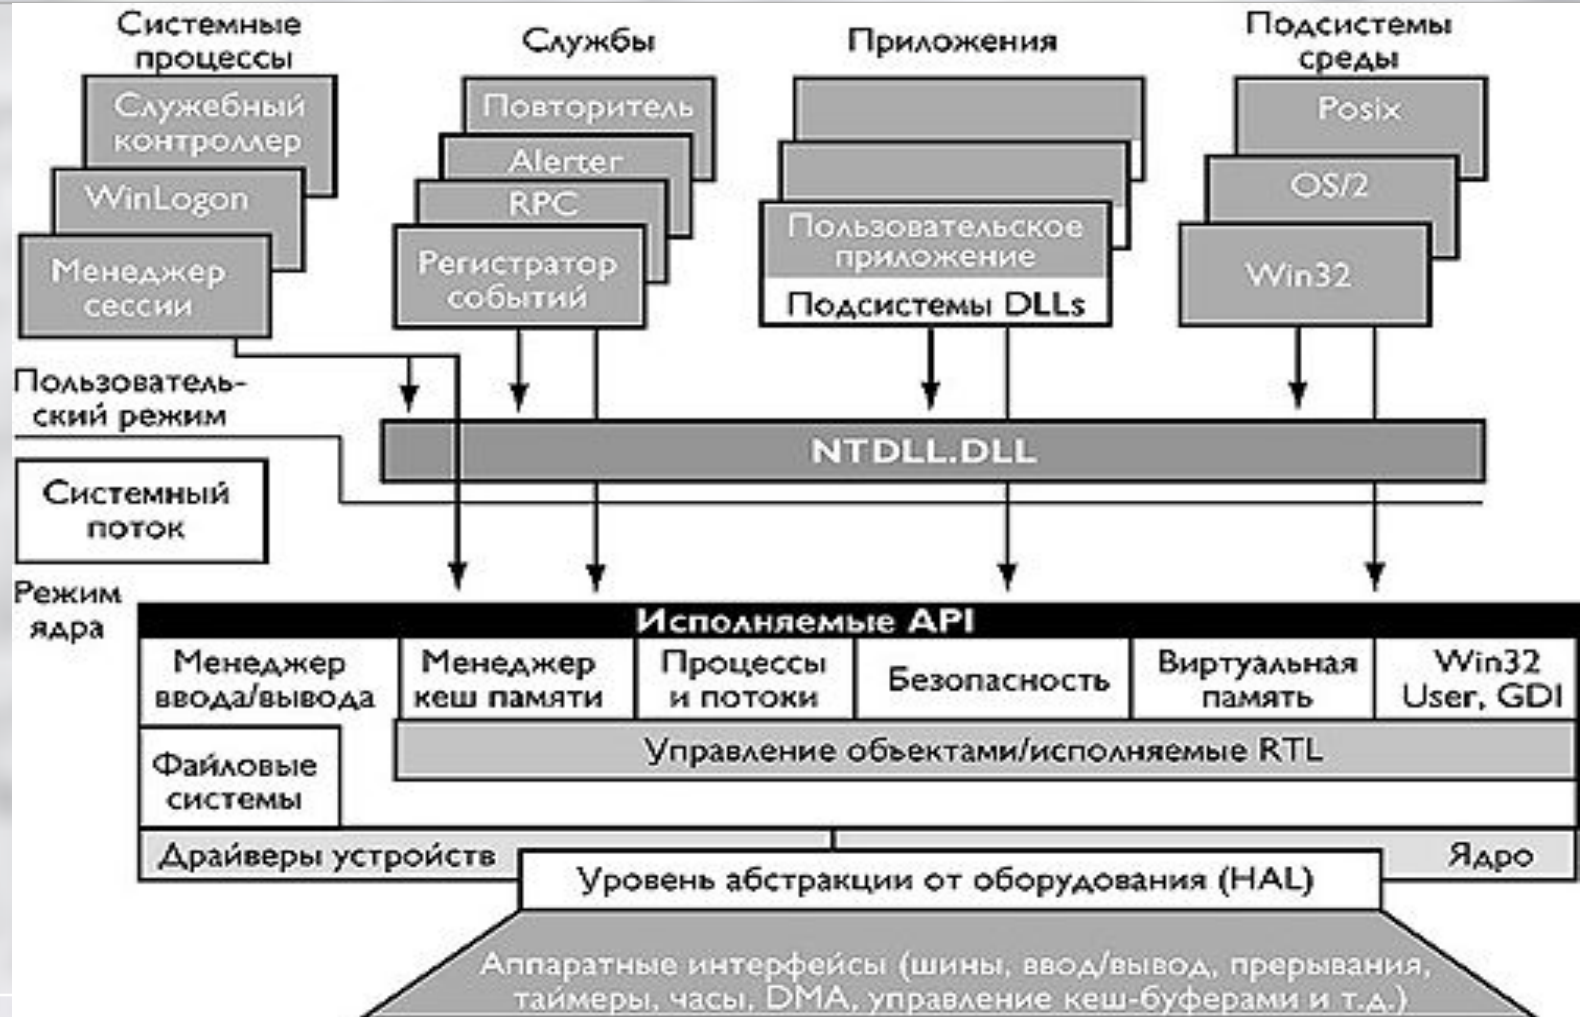 Системные
процессы
Службы
Приложения
Подсистемы
среды
Служебный
контроллер
WinLogon
Менеджер
сессии
Повторитель
Alerter
RPC
Регистратор
событий
Пользовательское
приложение
Подсистемы DLLs
Posix
OS/2
Win32
Пользователь-
ский режим
NTDLL.DLL
Системный
поток
Режим
ядра
Исполняемые API
Менеджер
ввода/вывода
Менеджер
кеш памяти
Процессы
и потоки
Безопасность
Виртуальная
память
Win32
User, GDI
Управление объектами/исполняемые RTL
Файловые
системы
Драйверы устройств
Ядро
Уровень абстракции от оборудования (HAL)
Аппаратные интерфейсы (шины, ввод/вывод, прерывания,
таймеры, часы, DMA, управление кеш-буферами и т.д.)